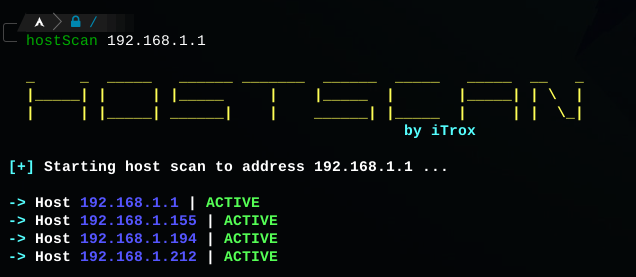 /
hostScan 192.168.1.1
HOSTSCAN
by iTrox
[+] Starting host scan to address 192.168.1.1 ...
-> Host 192.168.1.1 | ACTIVE
-> Host 192.168.1.155 | ACTIVE
-> Host 192.168.1.194 | ACTIVE
-> Host 192.168.1.212 | ACTIVE